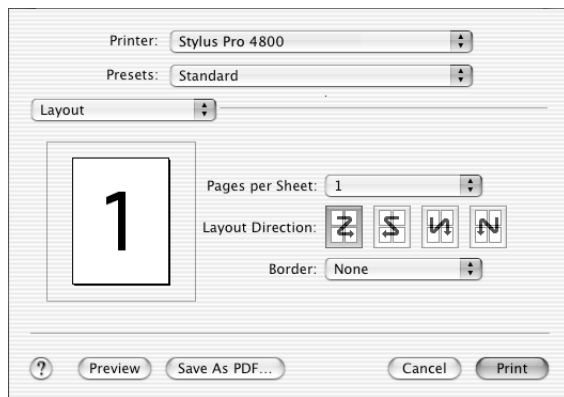 Printer: Stylus Pro 4800
Presets: Standard
Layout
1
Pages per Sheet: 1
Layout Direction:
Border: None
? Preview Save As PDF... Cancel Print